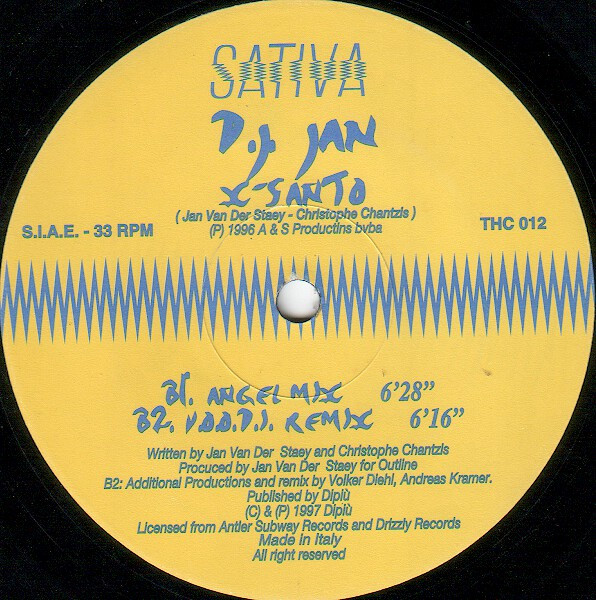 SATIVA
D.J JAN
X-SANTO
( Jan Van Der Staey - Christophe Chantzis )
S.I.A.E. - 33 RPM
(P) 1996 A & S Productins bvba
THC 012
B1. ANGEL MIX 6'28"
B2. V.O.O.D.J. REMIX 6'16"
Written by Jan Van Der Staey and Christophe Chantzis
Procuced by Jan Van Der Staey for Outline
B2: Additional Productions and remix by Volker Diehl, Andreas Kramer.
Published by Dipiù
(C) & (P) 1997 Dipiù
Licensed from Antler Subway Records and Drizzly Records
Made in Italy
All right reserved